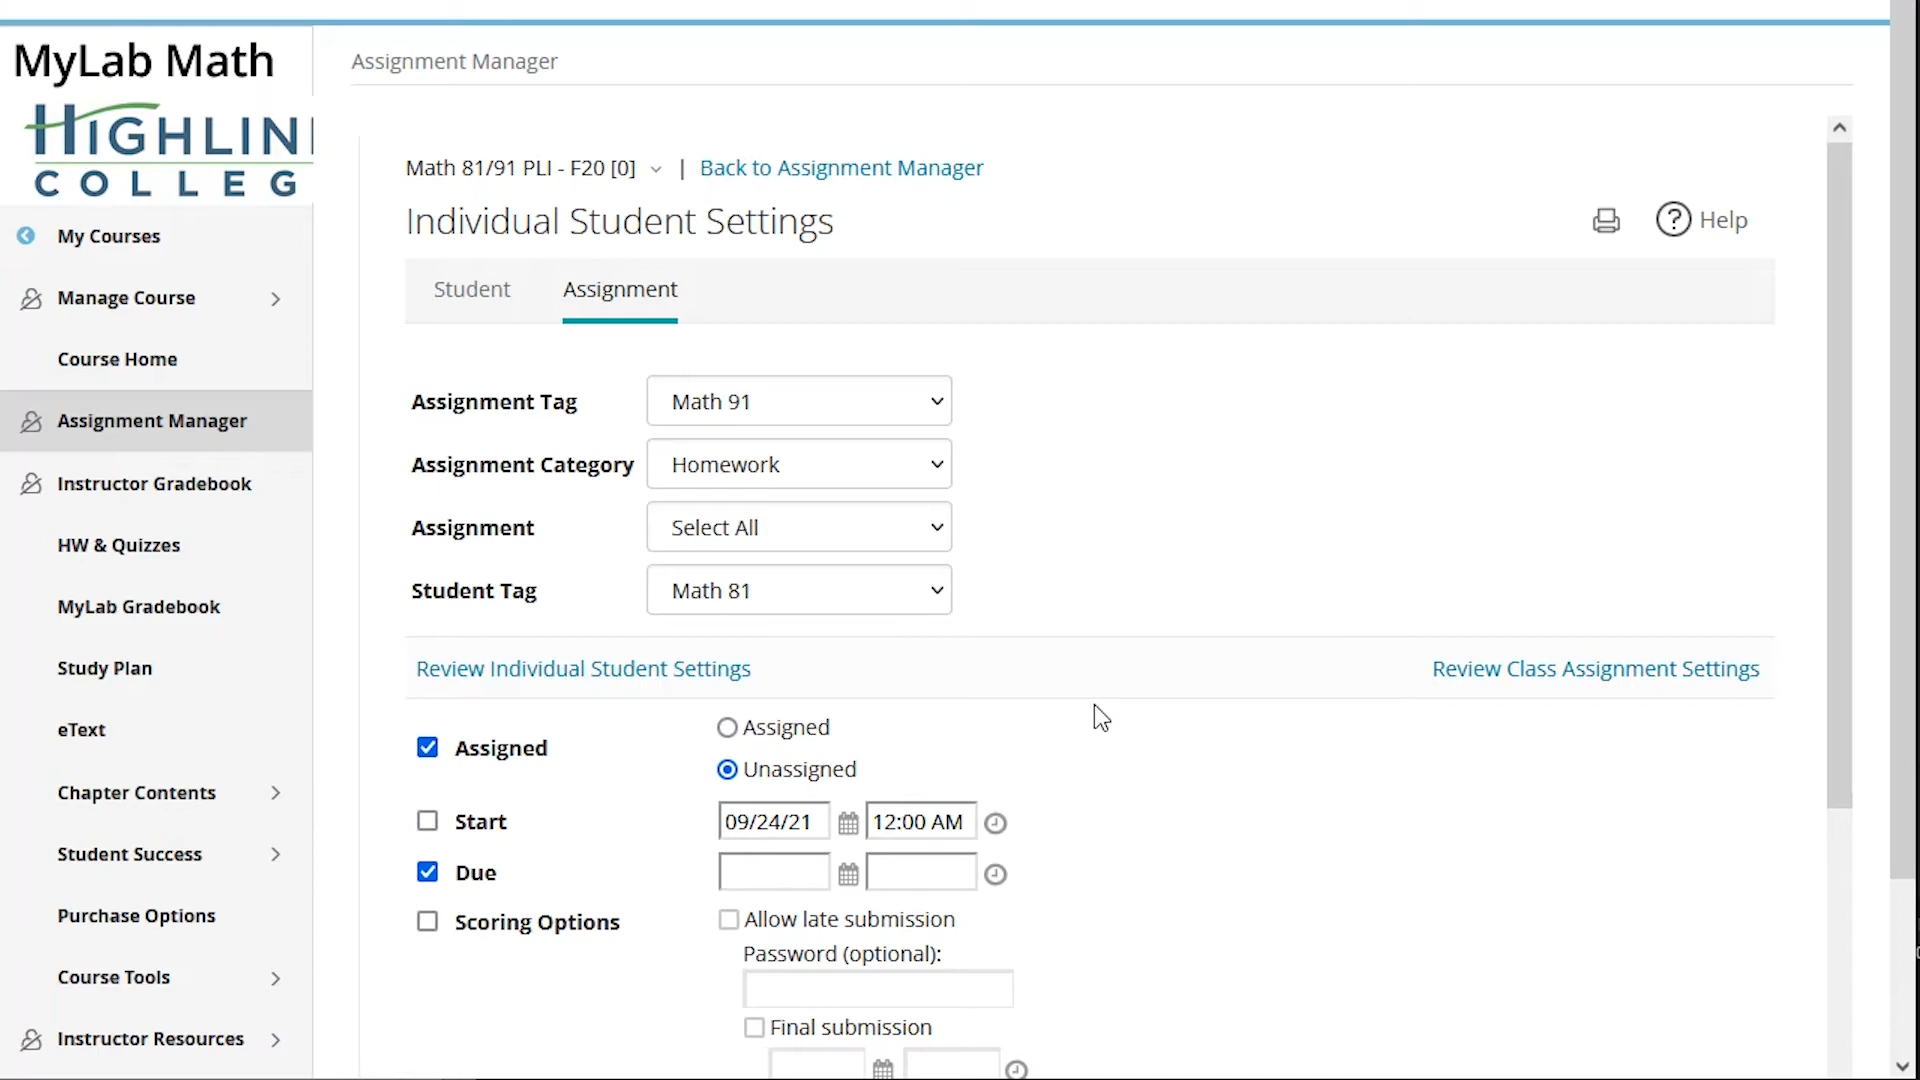 MyLab Math
HIGHLIN
COLLEG
My Courses
Manage Course
Course Home
Assignment Manager
Instructor Gradebook
HW & Quizzes
MyLab Gradebook
Study Plan
eText
Chapter Contents
Student Success
Purchase Options
Course Tools
Instructor Resources
Assignment Manager
Math 81/91 PLI - F20 [0] | Back to Assignment Manager
Individual Student Settings
? Help
Student Assignment
Assignment Tag Math 91
Assignment Category Homework
Assignment Select All
Student Tag Math 81
Review Individual Student Settings Review Class Assignment Settings
Assigned
Assigned
Unassigned
Start 09/24/21 12:00 AM
Due
Scoring Options Allow late submission
Password (optional):
Final submission